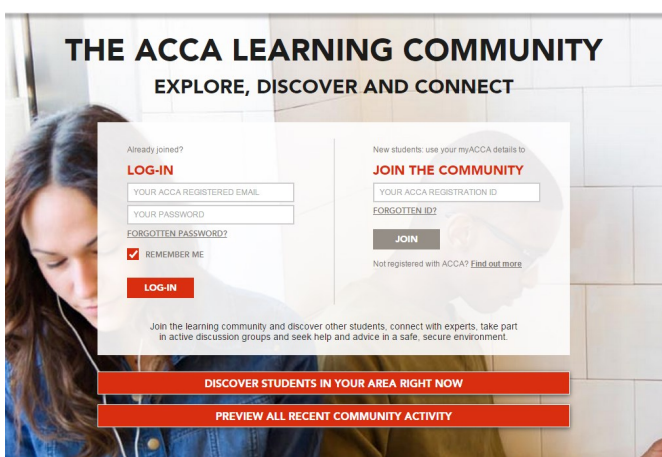 THE ACCA LEARNING COMMUNITY
EXPLORE, DISCOVER AND CONNECT
Already joined?
LOG-IN
YOUR ACCA REGISTERED EMAIL
YOUR PASSWORD
FORGOTTEN PASSWORD?
REMEMBER ME
LOG-IN
New students: use your myACCA details to
JOIN THE COMMUNITY
YOUR ACCA REGISTRATION ID
FORGOTTEN ID?
JOIN
Not registered with ACCA? Find out more
Join the learning community and discover other students, connect with experts, take part
in active discussion groups and seek help and advice in a safe, secure environment.
DISCOVER STUDENTS IN YOUR AREA RIGHT NOW
PREVIEW ALL RECENT COMMUNITY ACTIVITY